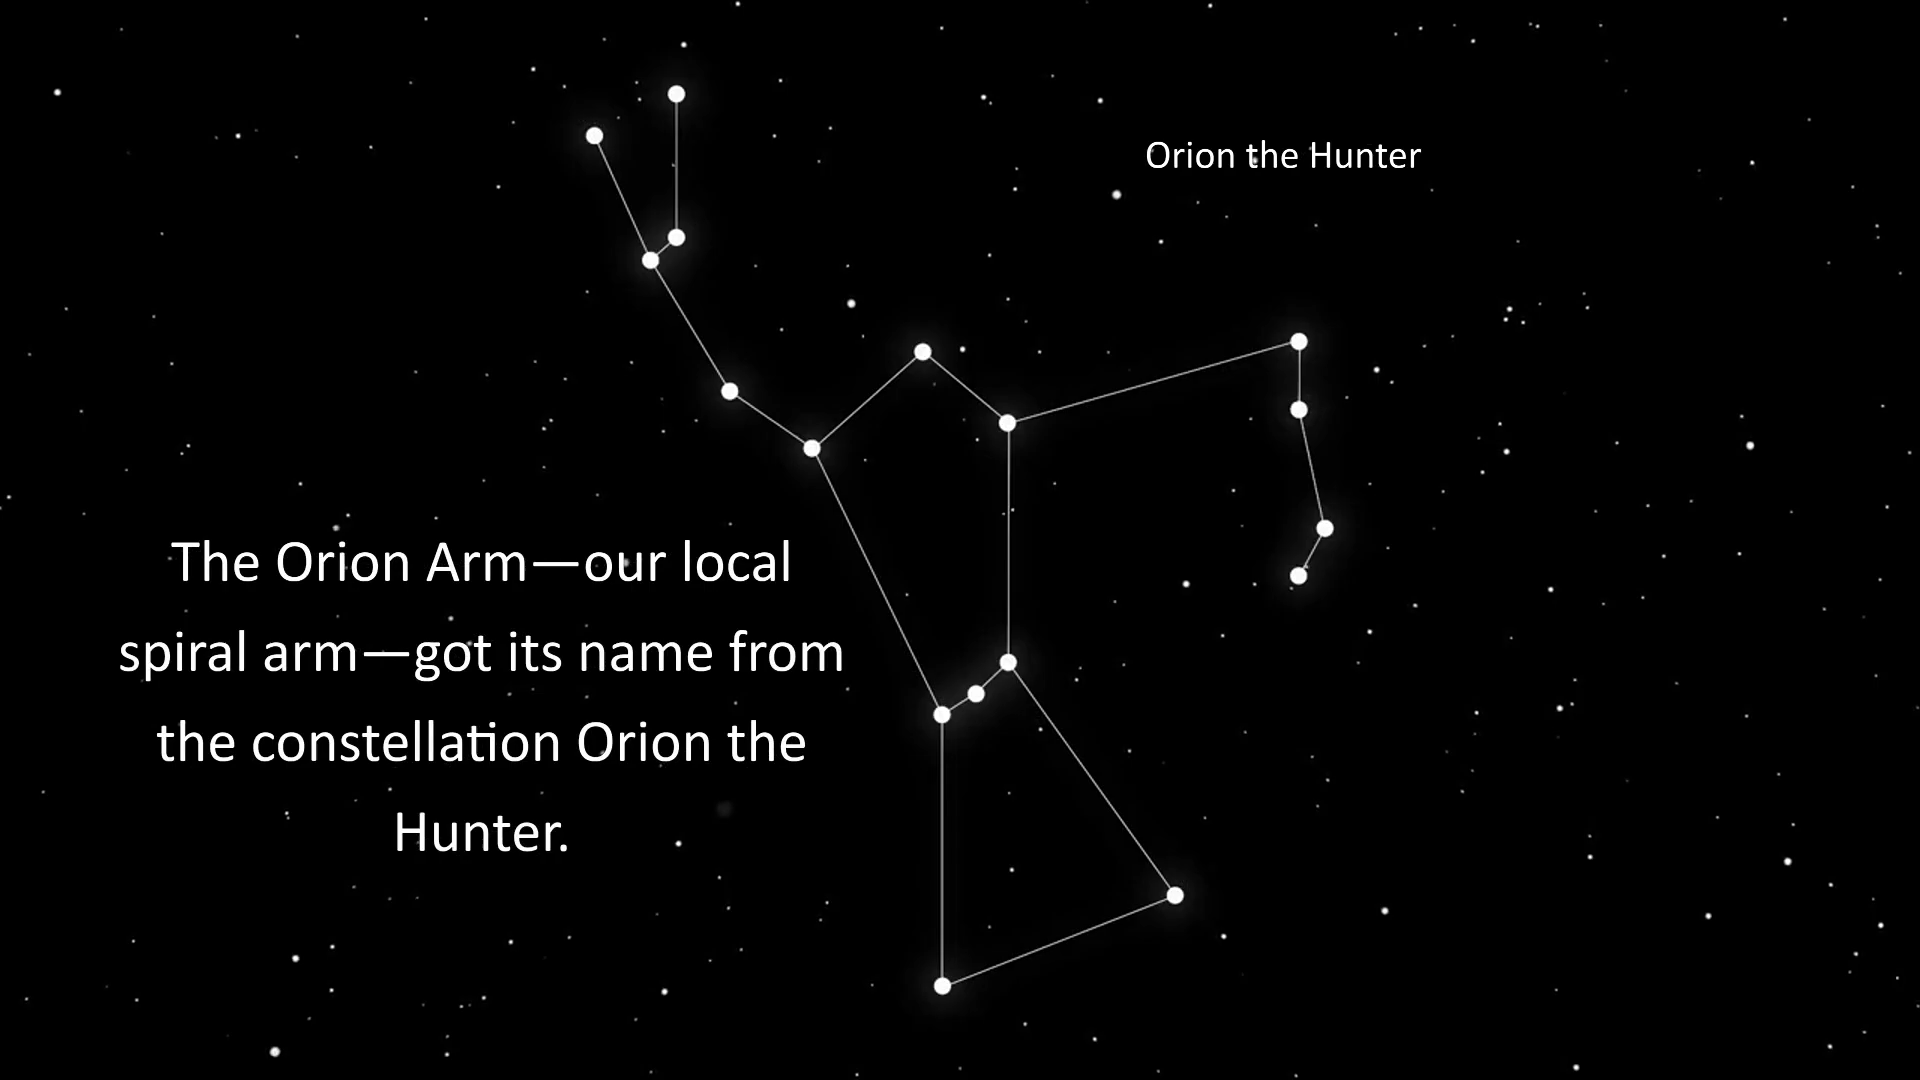 Orion the Hunter
The Orion Arm—our local
spiral arm—got its name from
the constellation Orion the
Hunter.